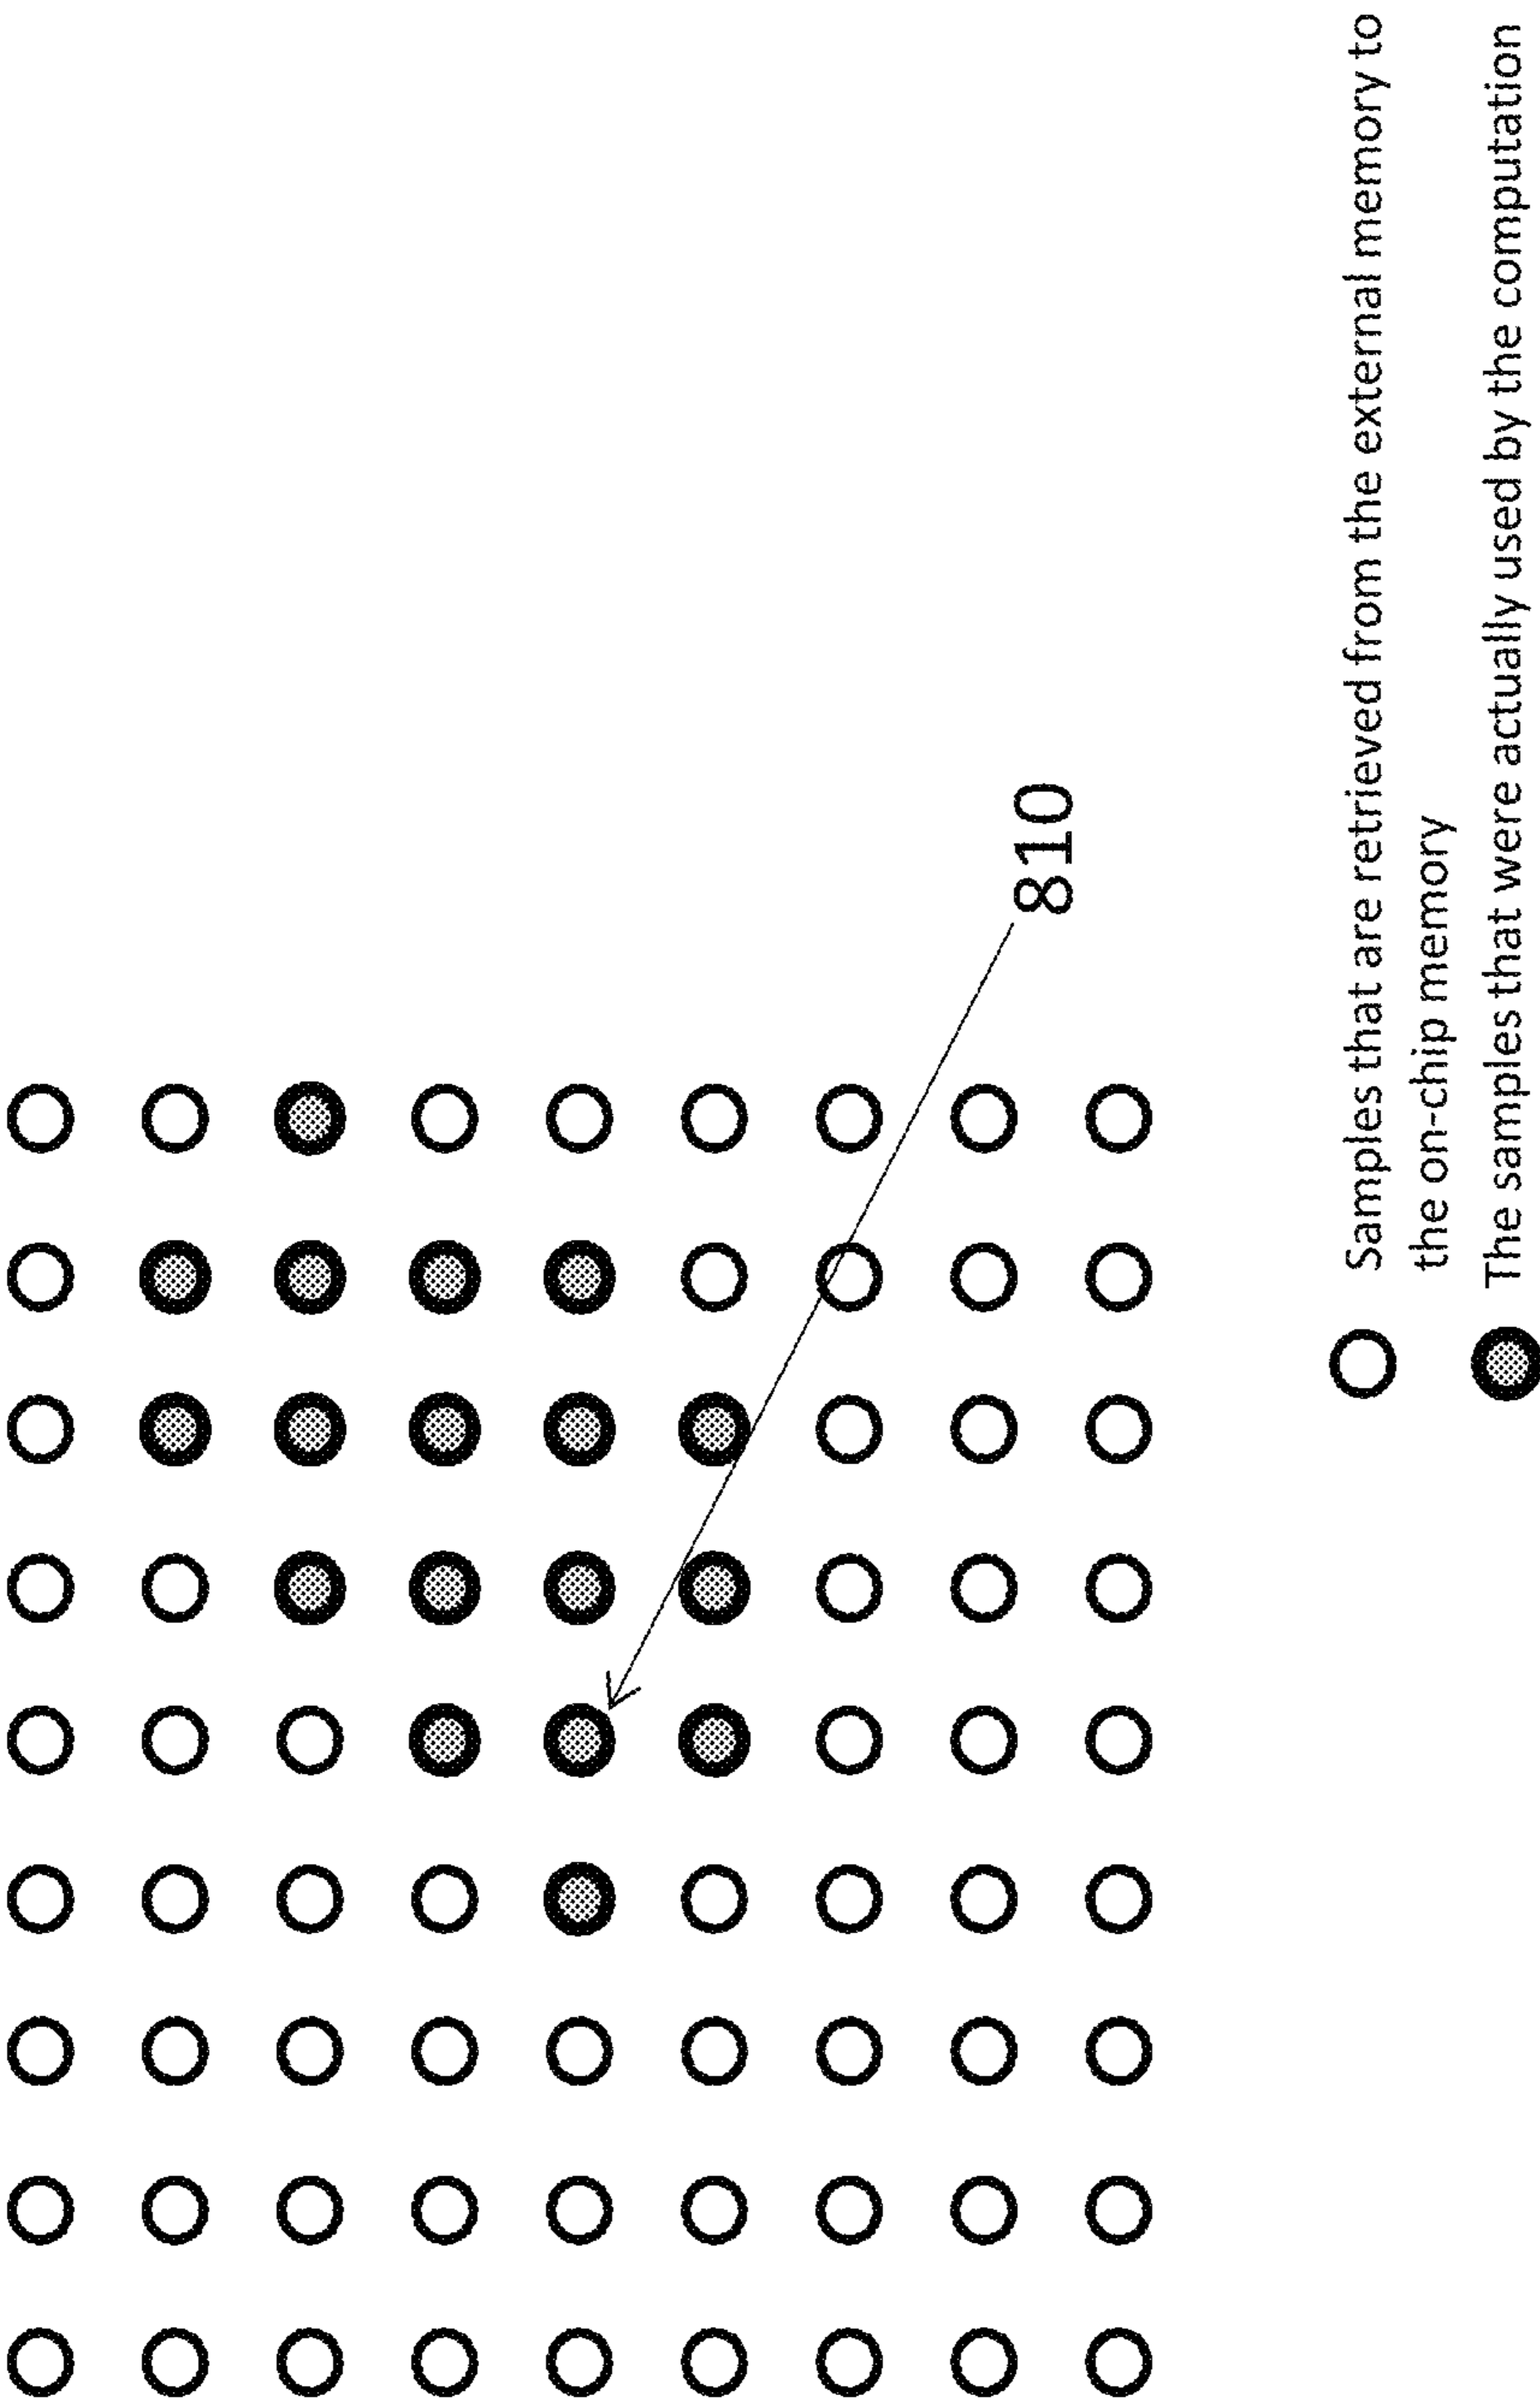 810
Samples that are retrieved from the external memory to
the on-chip memory
The samples that were actually used by the computation